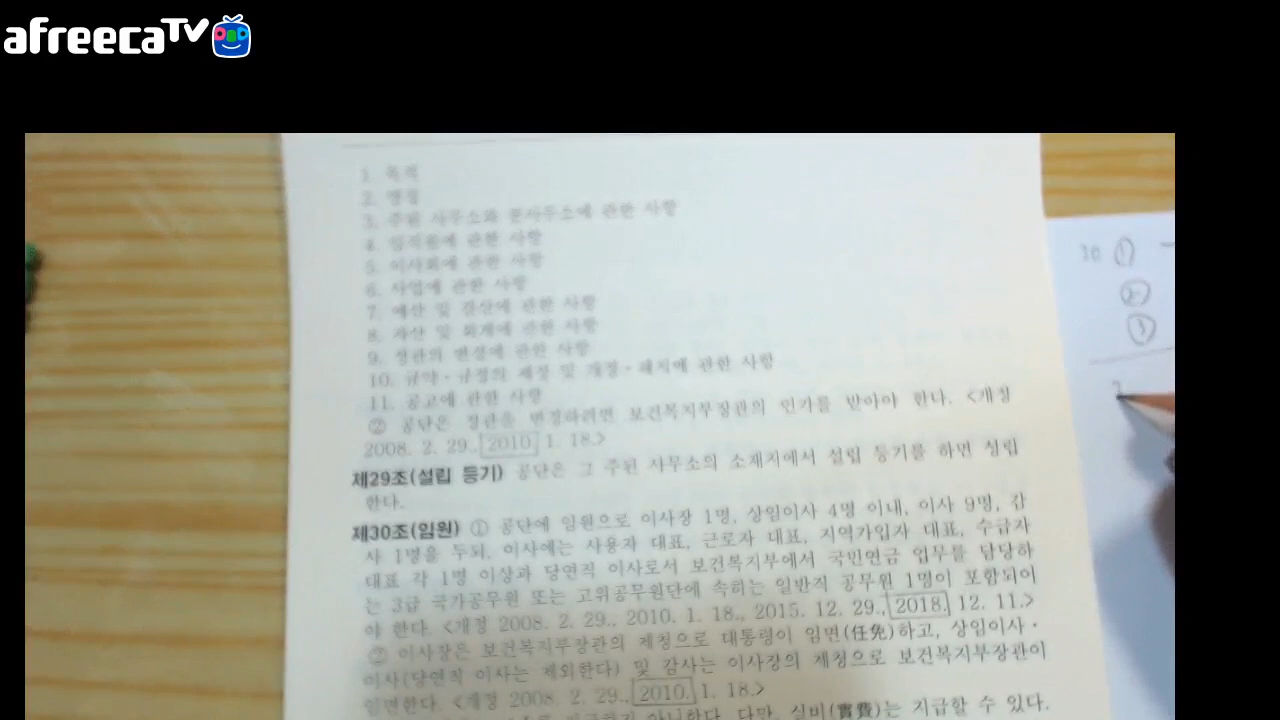 afreecaTV
1. 목적
2. 명칭
3. 주된 사무소와 분사무소에 관한 사항
4. 임직원에 관한 사항
5. 이사회에 관한 사항
6. 사업에 관한 사항
7. 예산 및 결산에 관한 사항
8. 자산 및 회계에 관한 사항
9. 정관의 변경에 관한 사항
10. 규약·규정의 제정 및 개정·폐지에 관한 사항
11. 공고에 관한 사항
② 공단은 정관을 변경하려면 보건복지부장관의 인가를 받아야 한다. <개정
2008. 2. 29., 2010. 1. 18.>
제29조(설립 등기) 공단은 그 주된 사무소의 소재지에서 설립 등기를 하면 성립
한다.
제30조(임원) ① 공단에 임원으로 이사장 1명, 상임이사 4명 이내, 이사 9명, 감
사 1명을 두되, 이사에는 사용자 대표, 근로자 대표, 지역가입자 대표, 수급자
대표 각 1명 이상과 당연직 이사로서 보건복지부에서 국민연금 업무를 담당하
는 3급 국가공무원 또는 고위공무원단에 속하는 일반직 공무원 1명이 포함되어
야 한다. <개정 2008. 2. 29., 2010. 1. 18., 2015. 12. 29., 2018. 12. 11.>
② 이사장은 보건복지부장관의 제청으로 대통령이 임면(任免)하고, 상임이사·
이사(당연직 이사는 제외한다) 및 감사는 이사장의 제청으로 보건복지부장관이
임면한다. <개정 2008. 2. 29., 2010. 1. 18.>
지급하지 아니한다. 다만, 실비(實費)는 지급할 수 있다.
30 ①
②
③